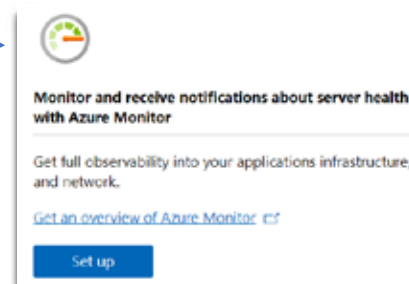 Monitor and receive notifications about server health
with Azure Monitor
Get full observability into your applications infrastructure,
and network.
Get an overview of Azure Monitor
Set up